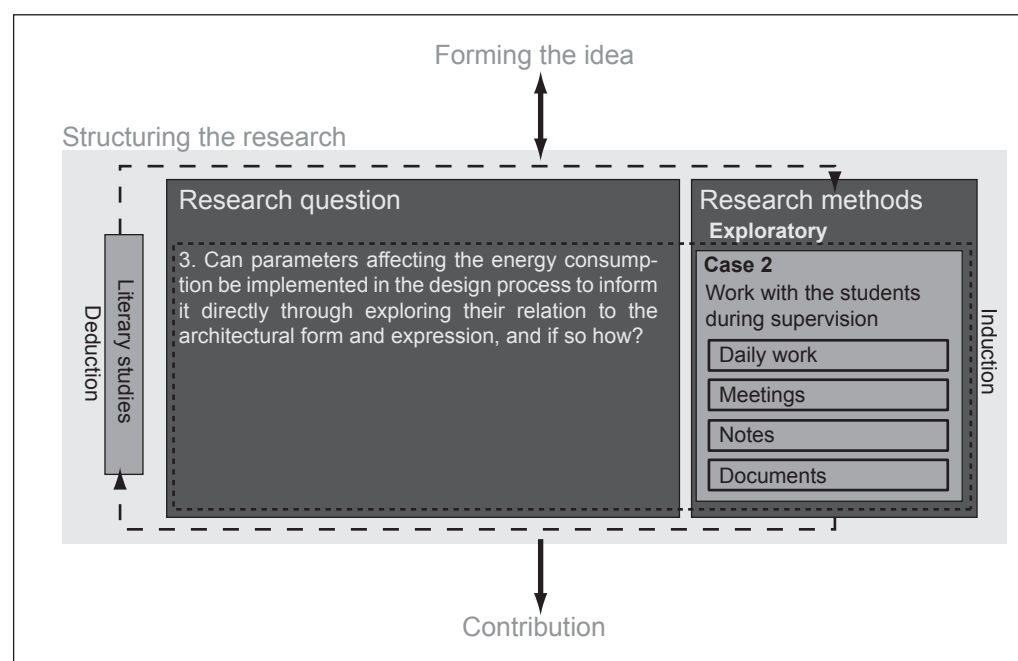 Forming the idea
Structuring the research
Research question
3. Can parameters affecting the energy consump-
tion be implemented in the design process to inform
it directly through exploring their relation to the
architectural form and expression, and if so how?
Research methods
Exploratory
Case 2
Work with the students
during supervision
Daily work
Meetings
Notes
Documents
Literary studies
Deduction
Induction
Contribution